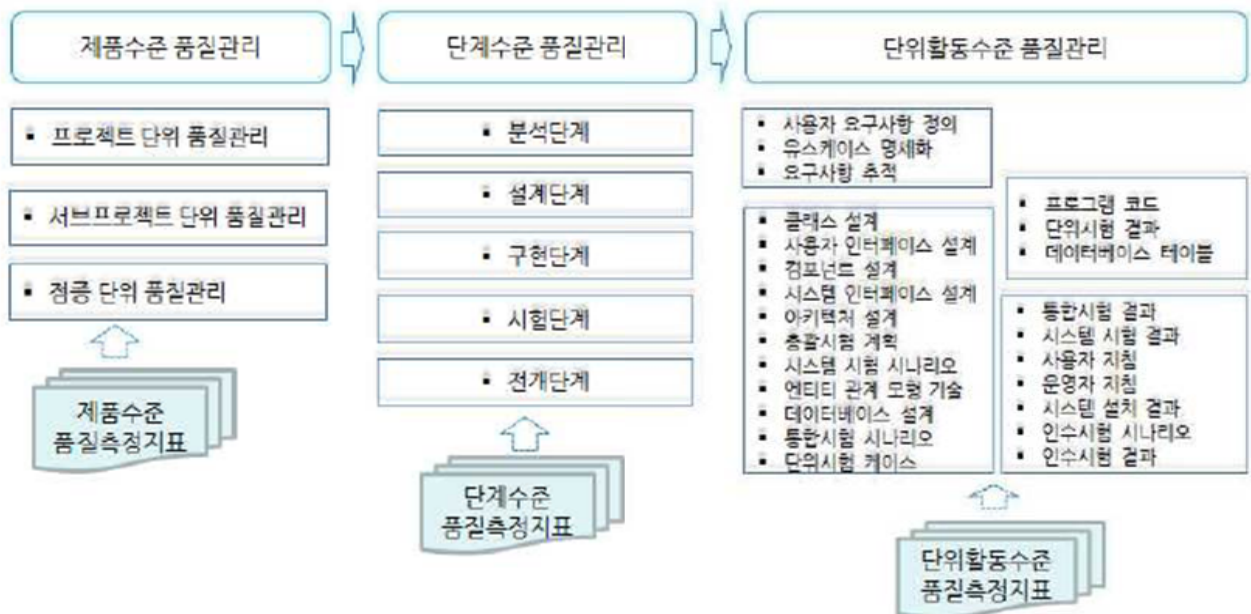 제품수준 품질관리
단계수준 품질관리
단위활동수준 품질관리
▪ 프로젝트 단위 품질관리
▪ 서브프로젝트 단위 품질관리
▪ 점증 단위 품질관리
제품수준
품질측정지표
▪ 분석단계
▪ 설계단계
▪ 구현단계
▪ 시험단계
▪ 전개단계
단계수준
품질측정지표
▪ 사용자 요구사항 정의
▪ 유스케이스 명세화
▪ 요구사항 추적
▪ 클래스 설계
▪ 사용자 인터페이스 설계
▪ 컴포넌트 설계
▪ 시스템 인터페이스 설계
▪ 아키텍처 설계
▪ 총괄시험 계획
▪ 시스템 시험 시나리오
▪ 엔티티 관계 모형 기술
▪ 데이터베이스 설계
▪ 통합시험 시나리오
▪ 단위시험 케이스
▪ 프로그램 코드
▪ 단위시험 결과
▪ 데이터베이스 테이블
▪ 통합시험 결과
▪ 시스템 시험 결과
▪ 사용자 지침
▪ 운영자 지침
▪ 시스템 설치 결과
▪ 인수시험 시나리오
▪ 인수시험 결과
단위활동수준
품질측정지표